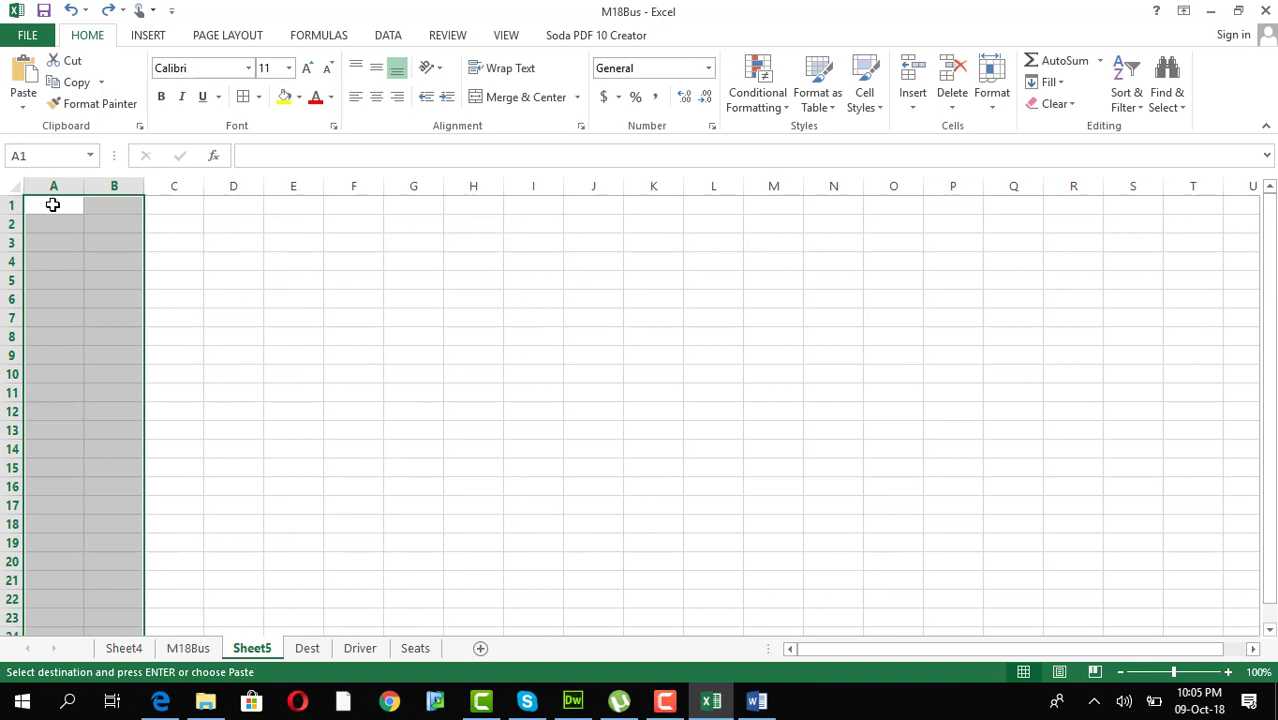 M18Bus - Excel
?
FILE HOME INSERT PAGE LAYOUT FORMULAS DATA REVIEW VIEW Soda PDF 10 Creator Sign in
Paste
Cut
Copy
Format Painter
Clipboard
Calibri 11 A A
B I U A
Font
Wrap Text
Merge & Center
Alignment
General
$ % , .0 .00
Number
Conditional Formatting
Format as Table
Cell Styles
Styles
Insert
Delete
Format
Cells
AutoSum
Fill
Clear
Sort & Filter
Find & Select
Editing
A1 fx
A B C D E F G H I J K L M N O P Q R S T U
1
2
3
4
5
6
7
8
9
10
11
12
13
14
15
16
17
18
19
20
21
22
23
24
Sheet4 M18Bus Sheet5 Dest Driver Seats
Select destination and press ENTER or choose Paste 100%
Dw
10:05 PM
09-Oct-18